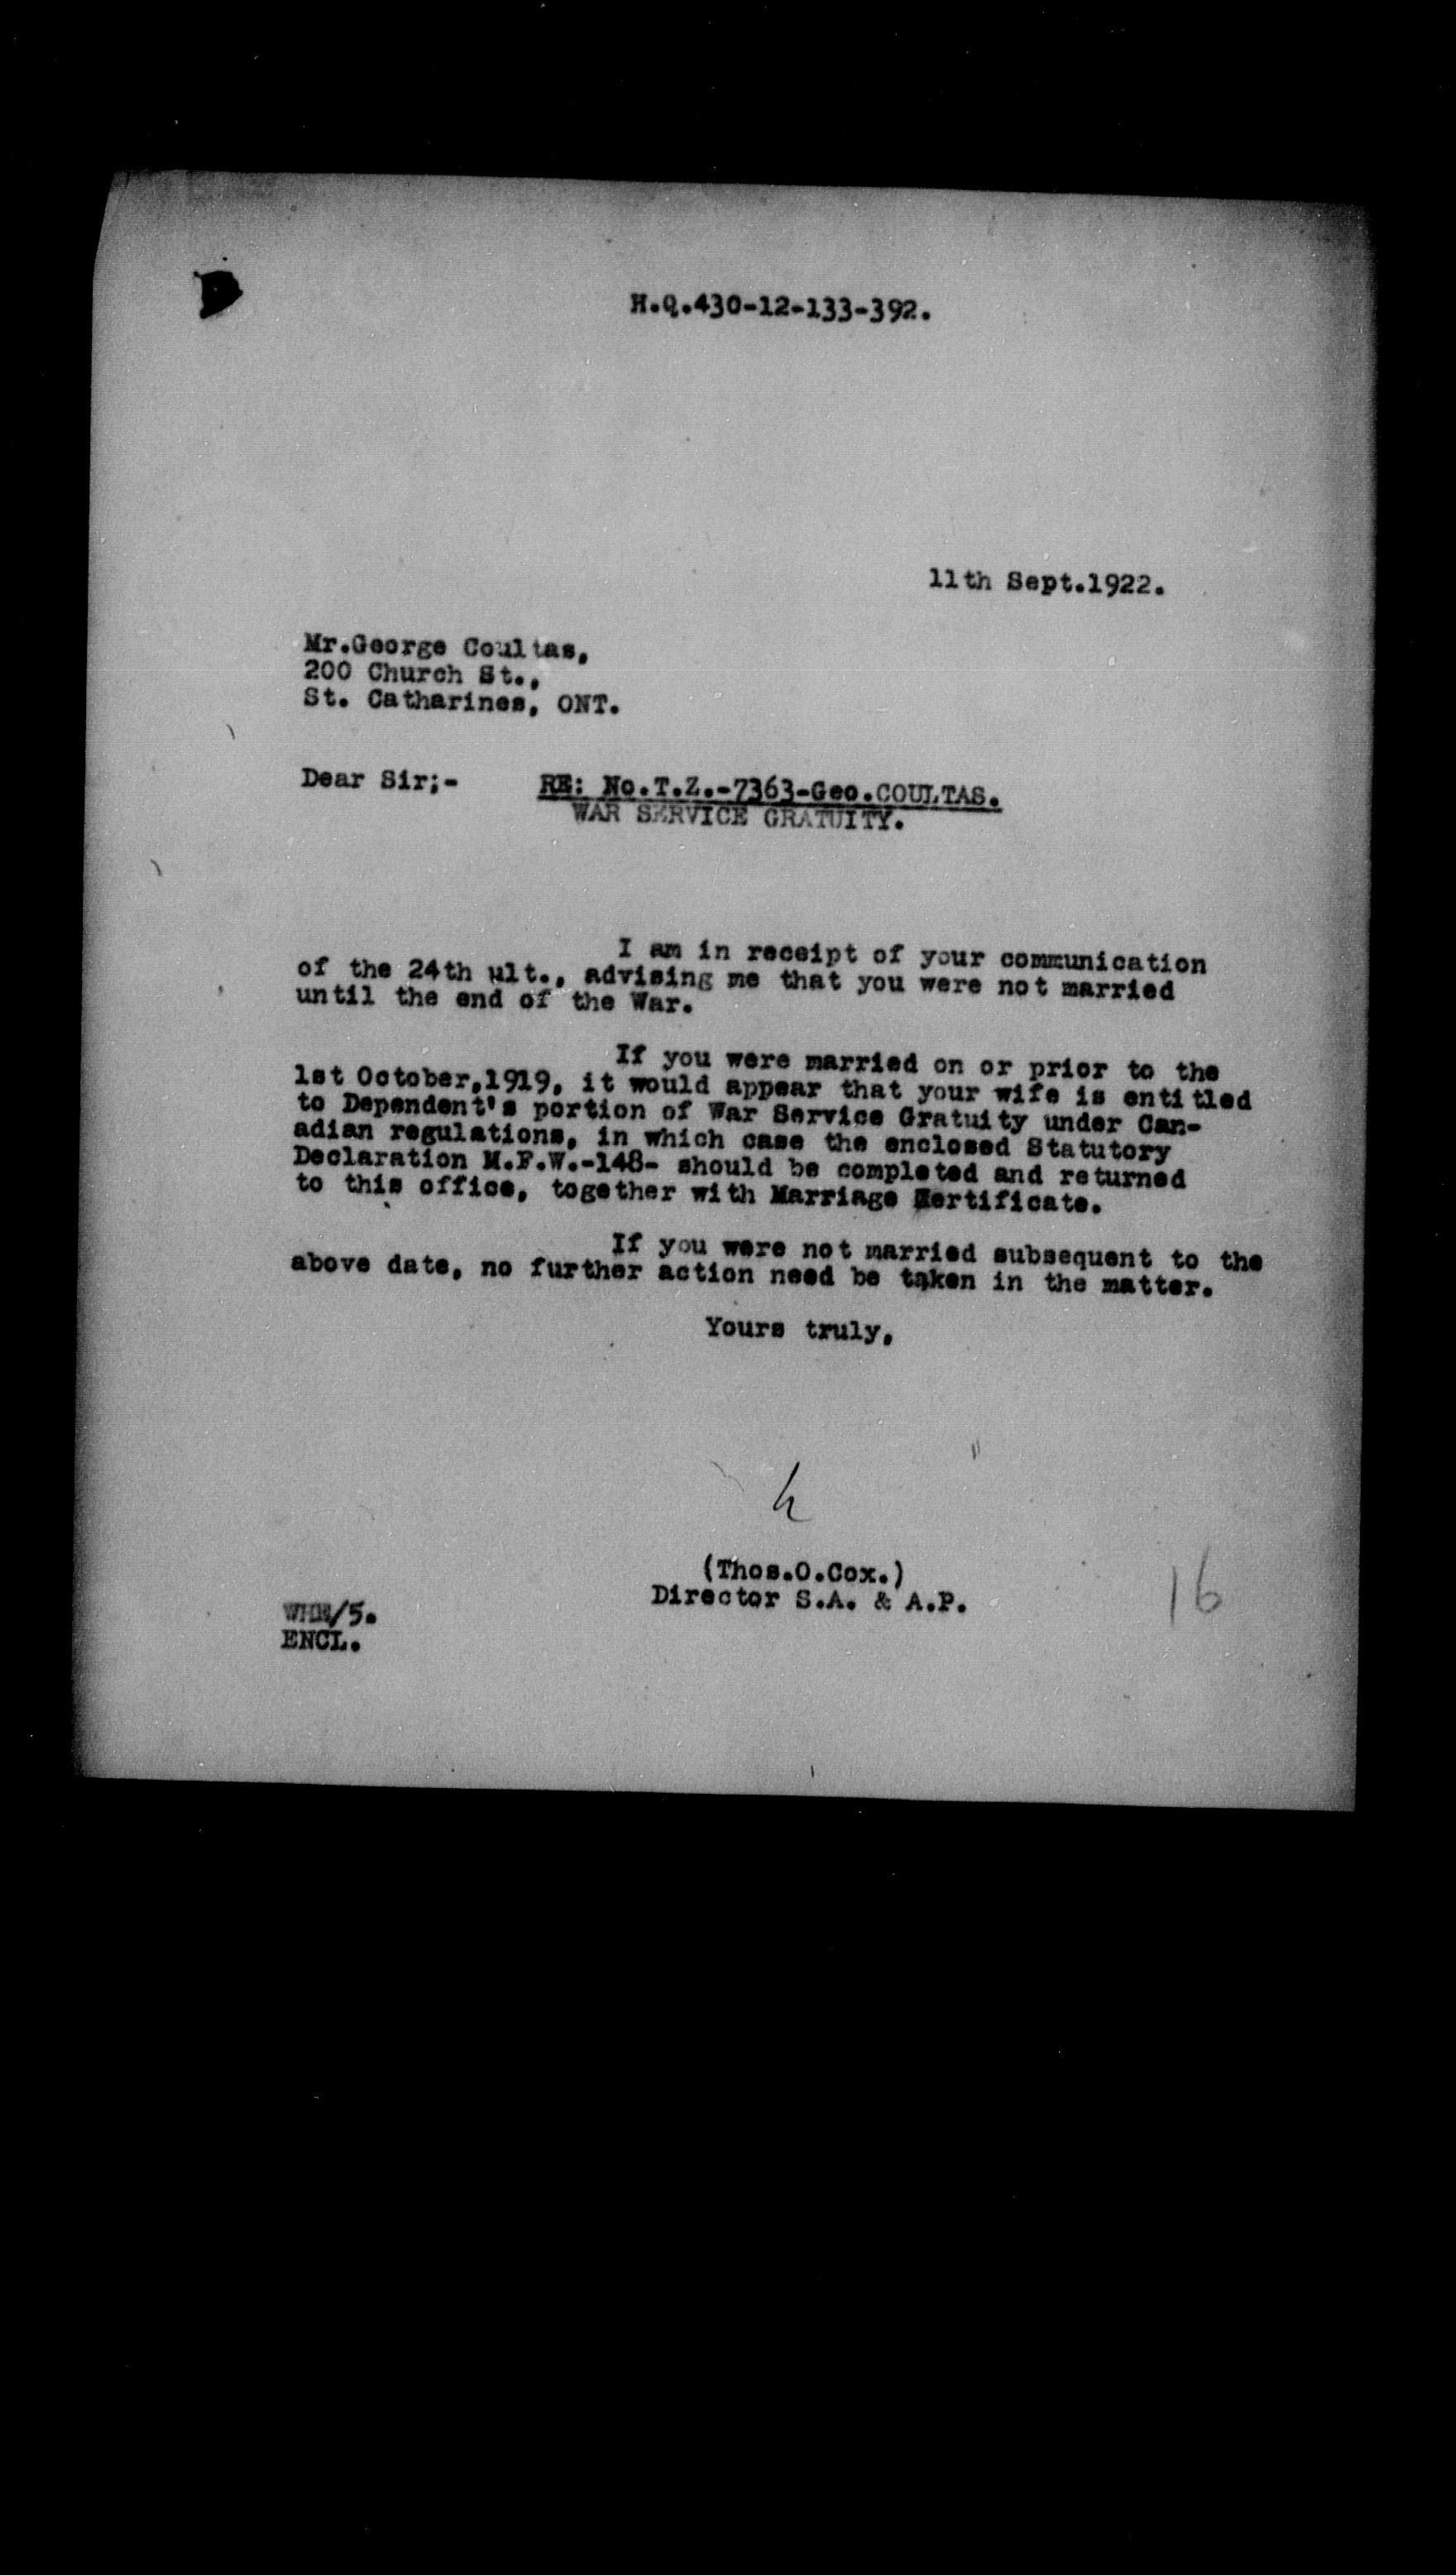 H.Q.430-12-133-392.
11th Sept.1922.
Mr.George Coultas,
200 Church St.,
St. Catharines, ONT.
Dear Sir;- RE: No.T.Z.-7363-Geo.COULTAS.
WAR SERVICE GRATUITY.
I am in receipt of your communication
of the 24th ult., advising me that you were not married
until the end of the War.
If you were married on or prior to the
1st October,1919, it would appear that your wife is entitled
to Dependent's portion of War Service Gratuity under Can-
adian regulations, in which case the enclosed Statutory
Declaration M.F.W.-148- should be completed and returned
to this office, together with Marriage Certificate.
If you were not married subsequent to the
above date, no further action need be taken in the matter.
Yours truly,
(Thos.O.Cox.)
Director S.A. & A.P.
16
/5.
ENCL.